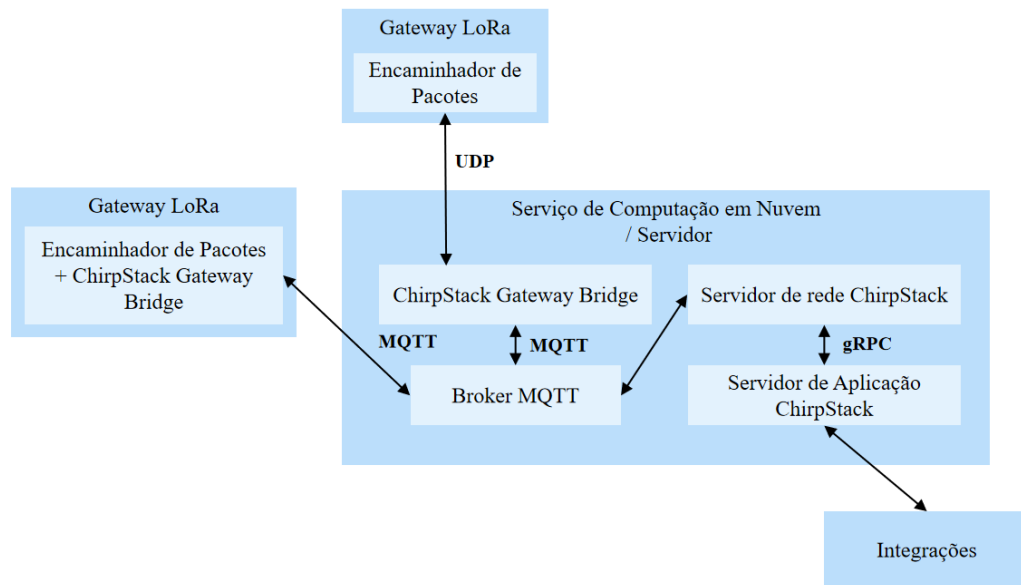 Gateway LoRa
Encaminhador de
Pacotes
UDP
Gateway LoRa
Encaminhador de Pacotes
+ ChirpStack Gateway
Bridge
Serviço de Computação em Nuvem
/ Servidor
ChirpStack Gateway Bridge
Servidor de rede ChirpStack
MQTT
MQTT
gRPC
Broker MQTT
Servidor de Aplicação
ChirpStack
Integrações